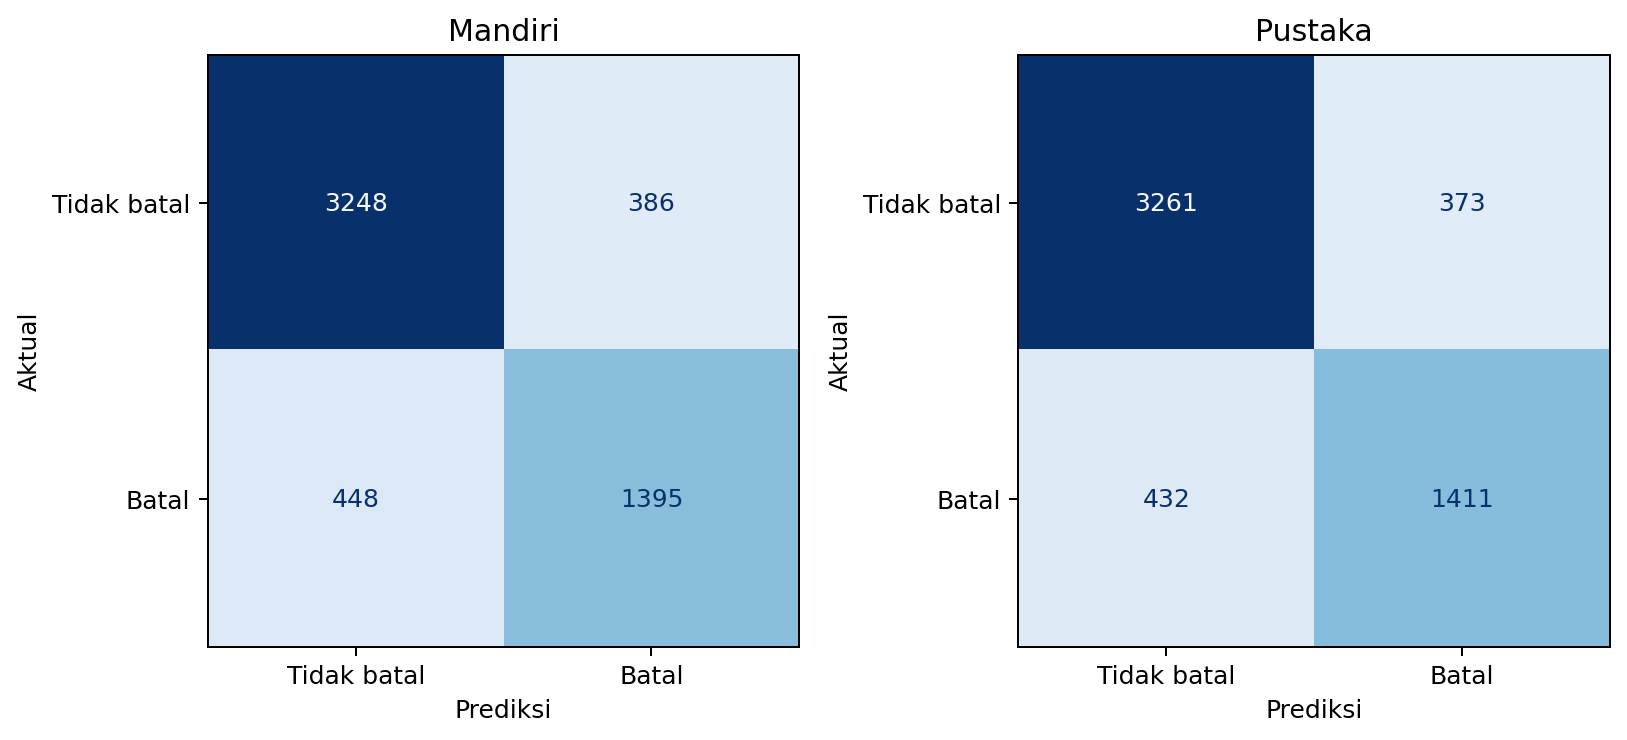 Mandiri
Aktual
Tidak batal
3248
386
Batal
448
1395
Tidak batal
Batal
Prediksi
Pustaka
Aktual
Tidak batal
3261
373
Batal
432
1411
Tidak batal
Batal
Prediksi